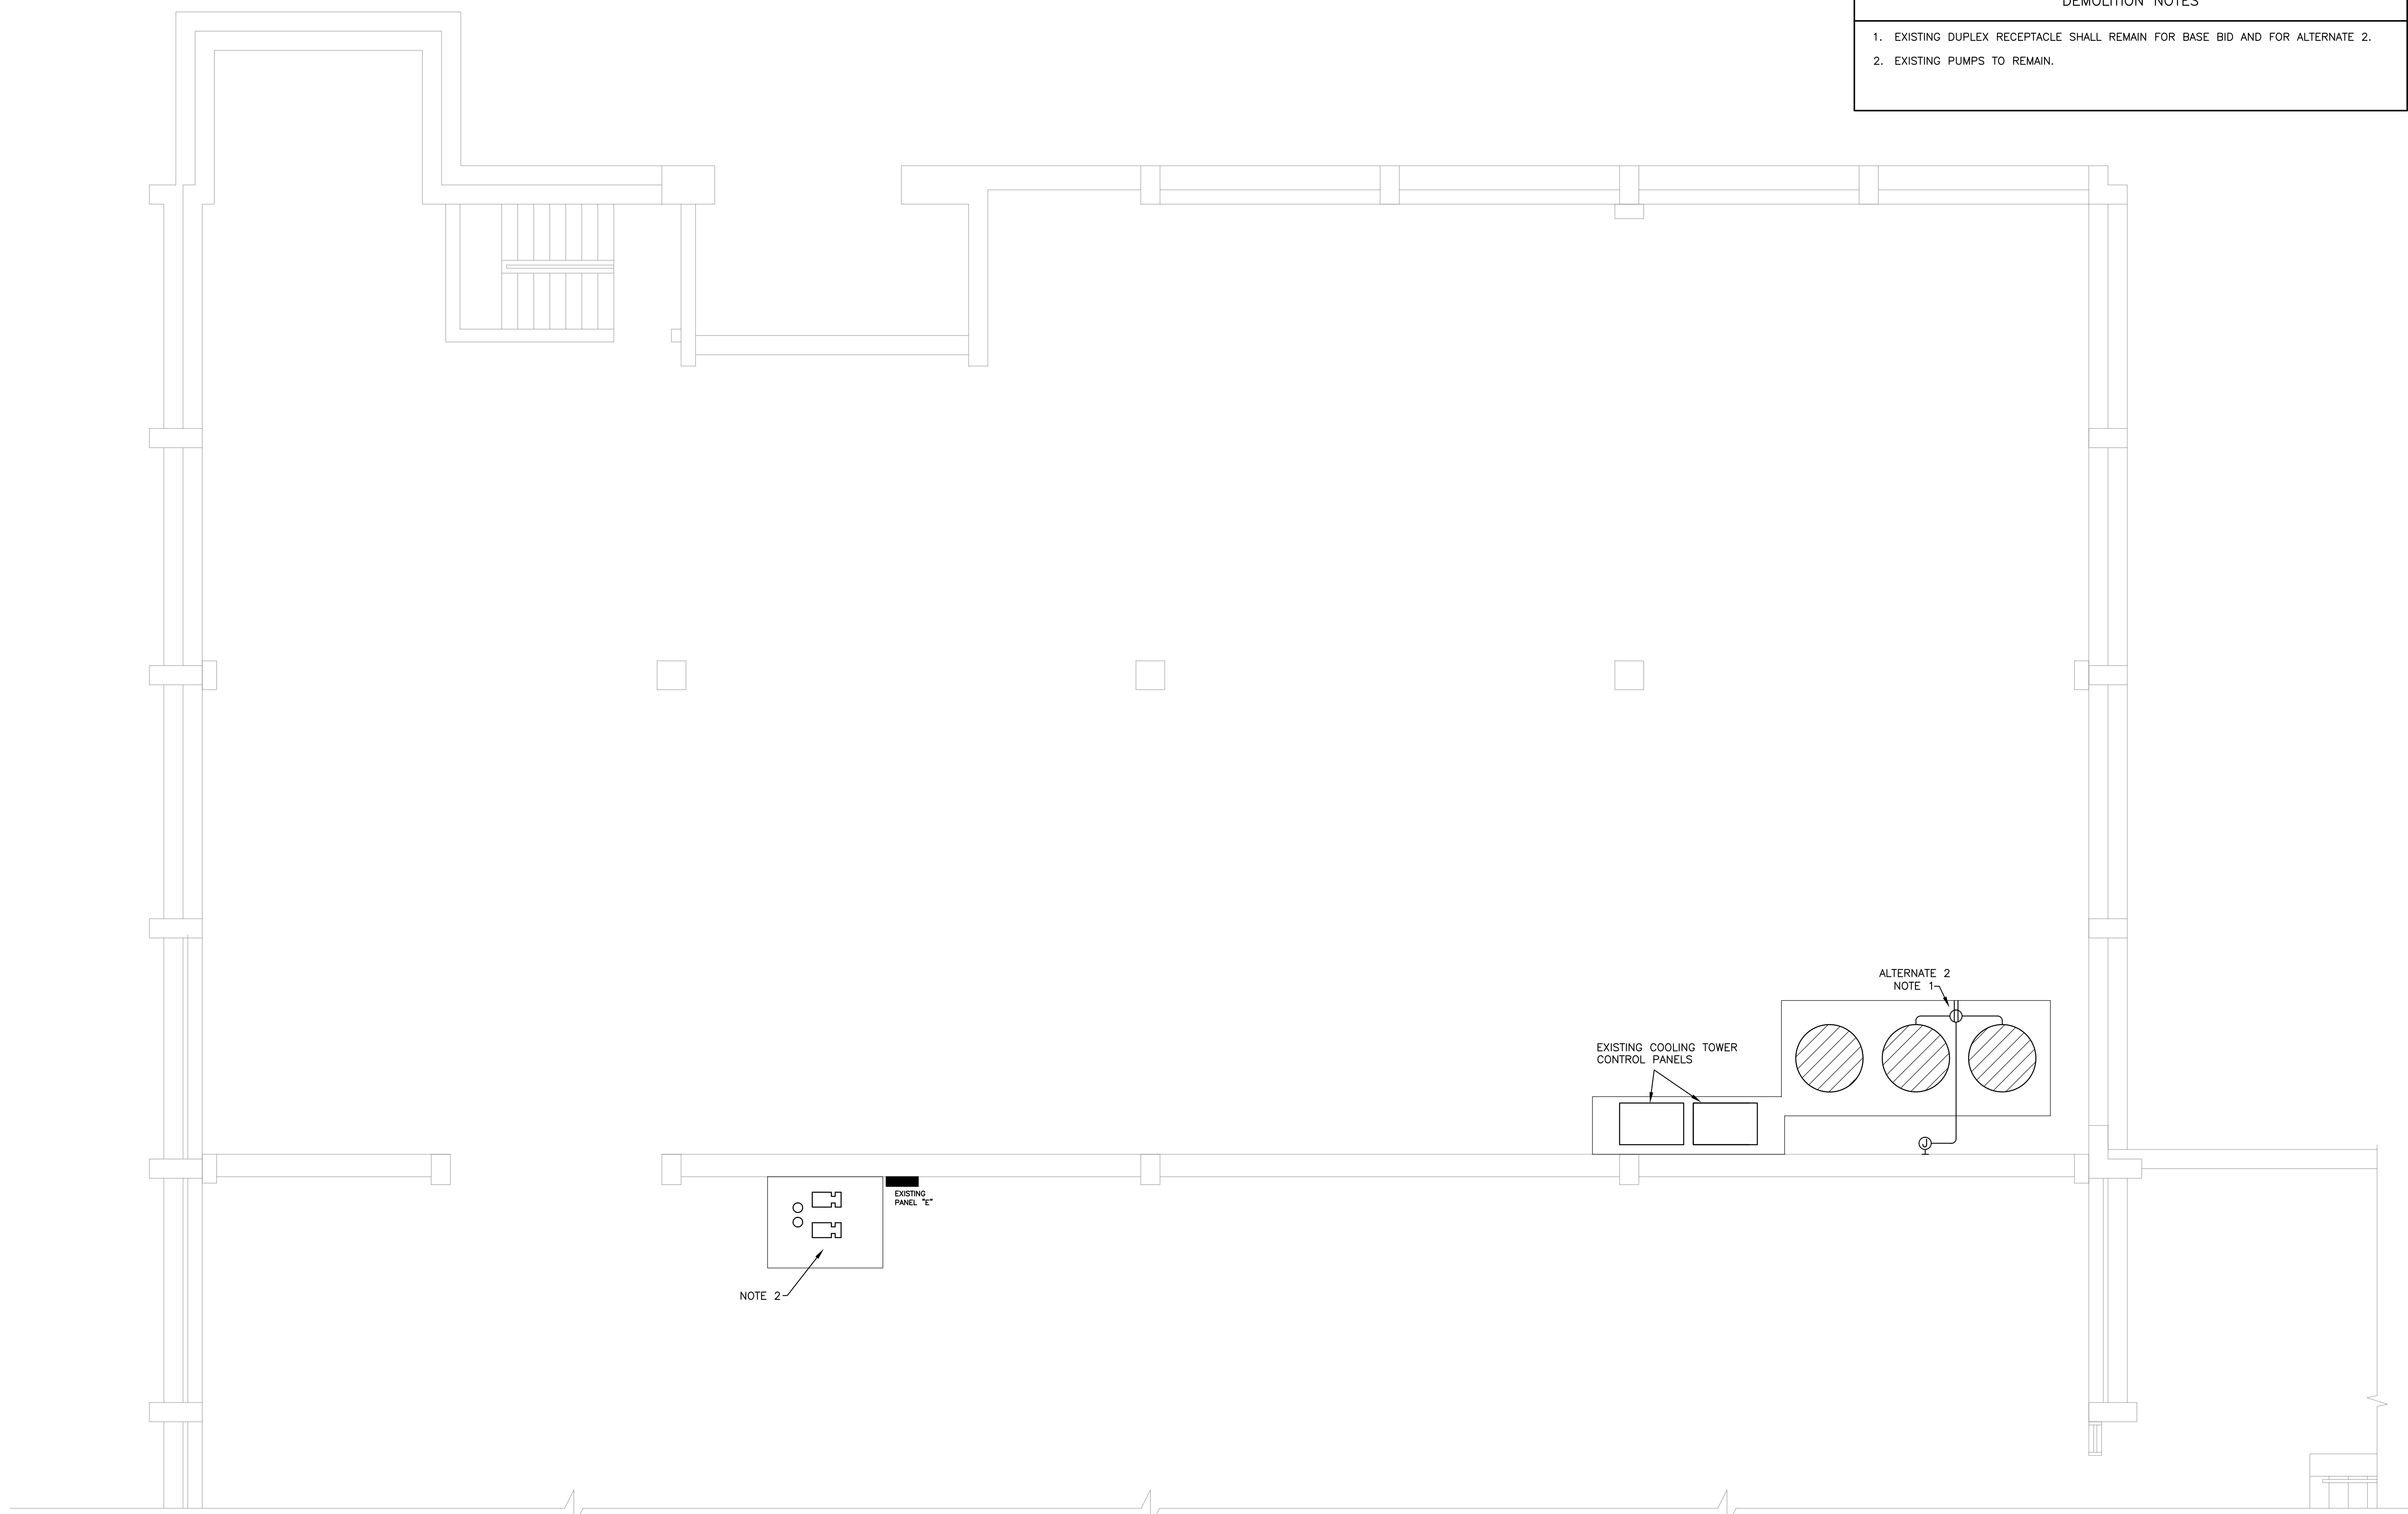 DEMOLITION NOTES
1. EXISTING DUPLEX RECEPTACLE SHALL REMAIN FOR BASE BID AND FOR ALTERNATE 2.
2. EXISTING PUMPS TO REMAIN.
ALTERNATE 2
NOTE 1
EXISTING COOLING TOWER
CONTROL PANELS
J
EXISTING
PANEL "E"
NOTE 2